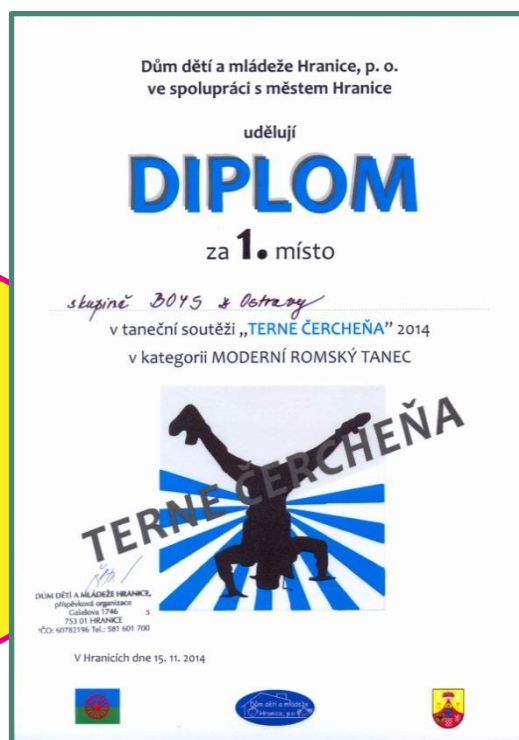 Dům dětí a mládeže Hranice, p. o.
ve spolupráci s městem Hranice
udělují
DIPLOM
za 1. místo
skupině BOYS z Ostravy
v taneční soutěži „TERNE ČERCHEŇA” 2014
v kategorii MODERNÍ ROMSKÝ TANEC
TERNE ČERCHEŇA
DŮM DĚTÍ A MLÁDEŽE HRANICE,
příspěvková organizace
Galašova 1746 s
753 01 HRANICE
IČO: 60782196 Tel.: 581 601 700
V Hranicích dne 15. 11. 2014
Dům dětí a mládeže
Hranice, p.o.